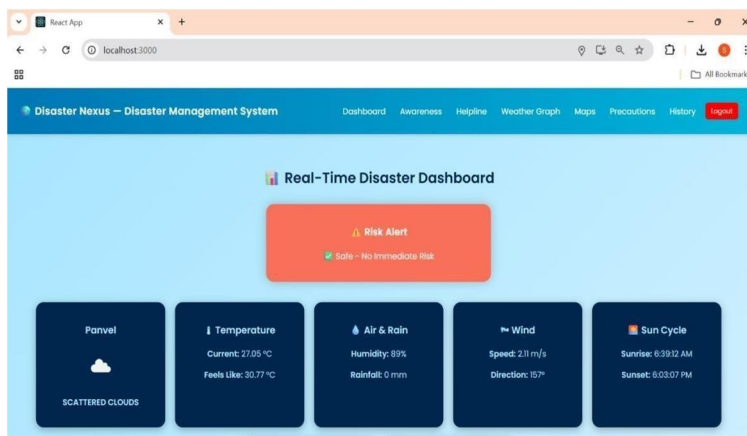 React App
localhost:3000
All Bookmark
Disaster Nexus — Disaster Management System
Dashboard Awareness Helpline Weather Graph Maps Precautions History Logout
Real-Time Disaster Dashboard
Risk Alert
Safe - No Immediate Risk
Panvel
SCATTERED CLOUDS
Temperature
Current: 27.05 °C
Feels Like: 30.77 °C
Air & Rain
Humidity: 89%
Rainfall: 0 mm
Wind
Speed: 2.11 m/s
Direction: 157°
Sun Cycle
Sunrise: 6:39:12 AM
Sunset: 6:03:07 PM